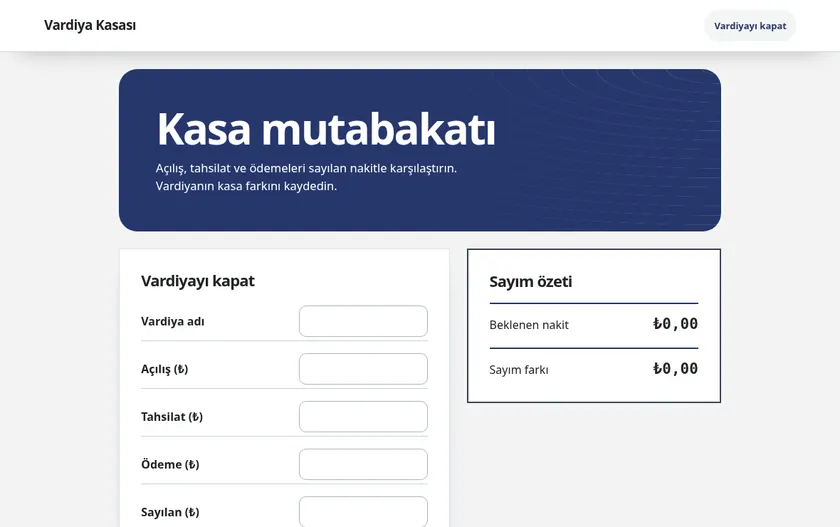 Vardiya Kasası
Vardiyayı kapat
Kasa mutabakatı
Açılış, tahsilat ve ödemeleri sayılan nakitle karşılaştırın.
Vardiyanın kasa farkını kaydedin.
Vardiyayı kapat
Vardiya adı
Açılış (₺)
Tahsilat (₺)
Ödeme (₺)
Sayılan (₺)
Sayım özeti
Beklenen nakit ₺0,00
Sayım farkı ₺0,00